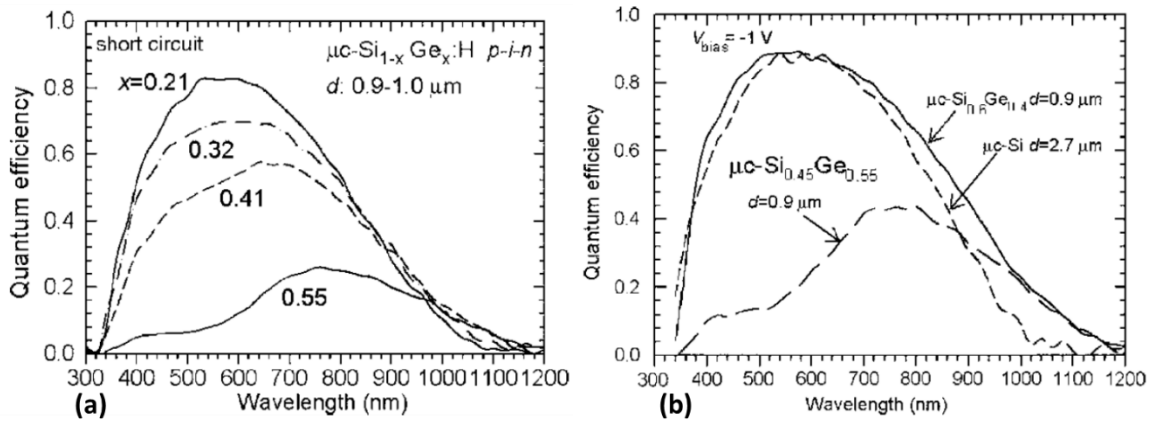 short circuit
μc-Si1-xGex:H p-i-n
d: 0.9-1.0 μm
x=0.21
0.32
0.41
0.55
Quantum efficiency
1.0
0.8
0.6
0.4
0.2
0.0
300 400 500 600 700 800 900 1000 1100 1200
Wavelength (nm)
(a)
Vbias= -1 V
μc-Si0.6Ge0.4 d=0.9 μm
μc-Si d=2.7 μm
μc-Si0.45Ge0.55
d=0.9 μm
Quantum efficiency
1.0
0.8
0.6
0.4
0.2
0.0
300 400 500 600 700 800 900 1000 1100 1200
Wavelength (nm)
(b)